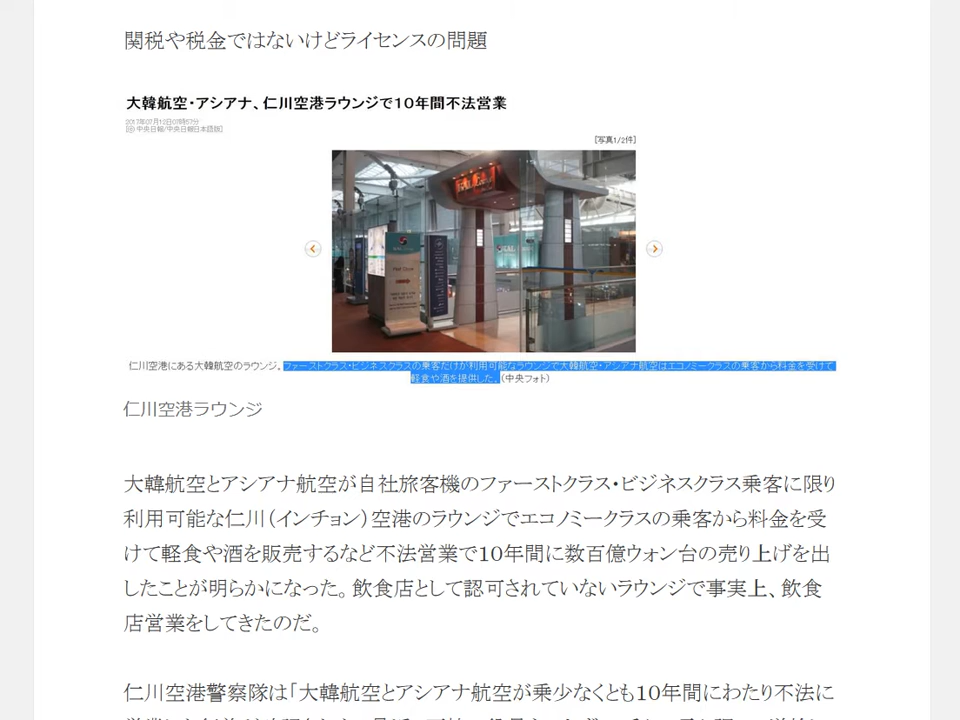 関税や税金ではないけどライセンスの問題
大韓航空・アシアナ、仁川空港ラウンジで10年間不法営業
2017年07月12日07時57分
[ⓒ 中央日報/中央日報日本語版]
[写真1/2件]
仁川空港にある大韓航空のラウンジ。ファーストクラス・ビジネスクラスの乗客だけが利用可能なラウンジで大韓航空・アシアナ航空はエコノミークラスの乗客から料金を受けて
軽食や酒を提供した。(中央フォト)
仁川空港ラウンジ
大韓航空とアシアナ航空が自社旅客機のファーストクラス・ビジネスクラス乗客に限り
利用可能な仁川(インチョン)空港のラウンジでエコノミークラスの乗客から料金を受
けて軽食や酒を販売するなど不法営業で10年間に数百億ウォン台の売り上げを出
したことが明らかになった。飲食店として認可されていないラウンジで事実上、飲食
店営業をしてきたのだ。
仁川空港警察隊は「大韓航空とアシアナ航空が乗少なくとも10年間にわたり不法に